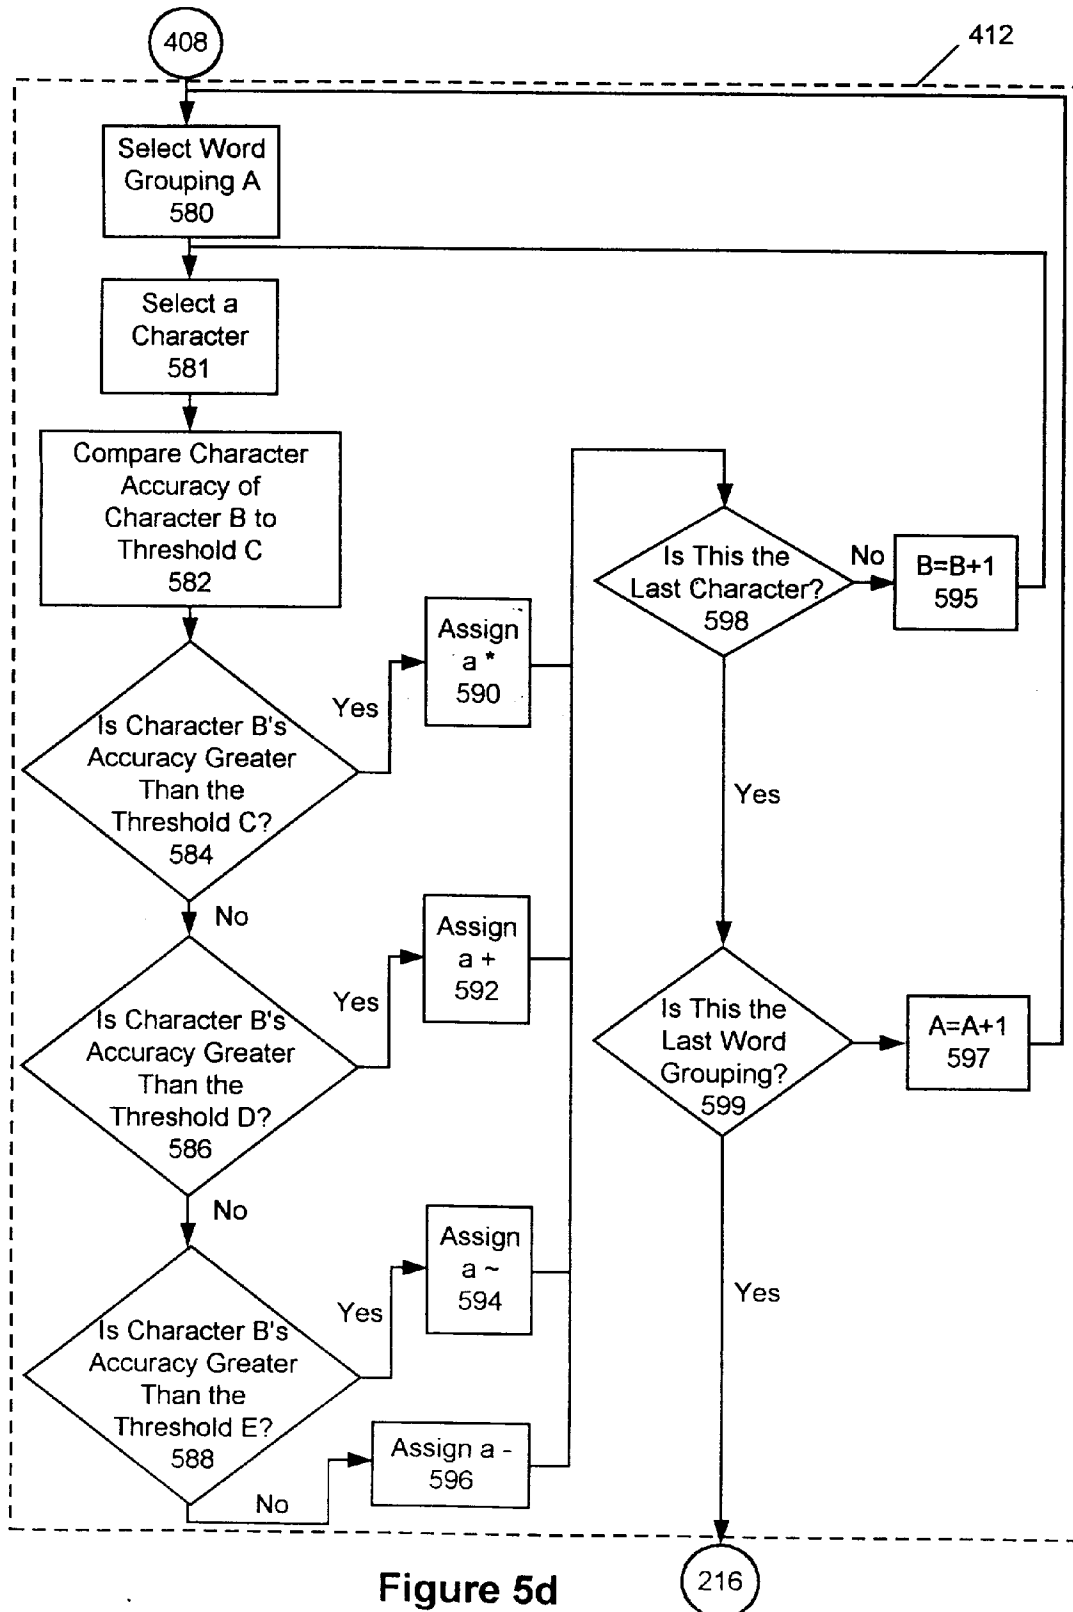 408
412
Select Word
Grouping A
580
Select a
Character
581
Compare Character
Accuracy of
Character B to
Threshold C
582
Is Character B's
Accuracy Greater
Than the
Threshold C?
584
Yes
Assign
a *
590
No
Is Character B's
Accuracy Greater
Than the
Threshold D?
586
Yes
Assign
a +
592
No
Is Character B's
Accuracy Greater
Than the
Threshold E?
588
Yes
Assign
a ~
594
No
Assign a -
596
Is This the
Last Character?
598
No
B=B+1
595
Yes
Is This the
Last Word
Grouping?
599
A=A+1
597
Yes
216
Figure 5d